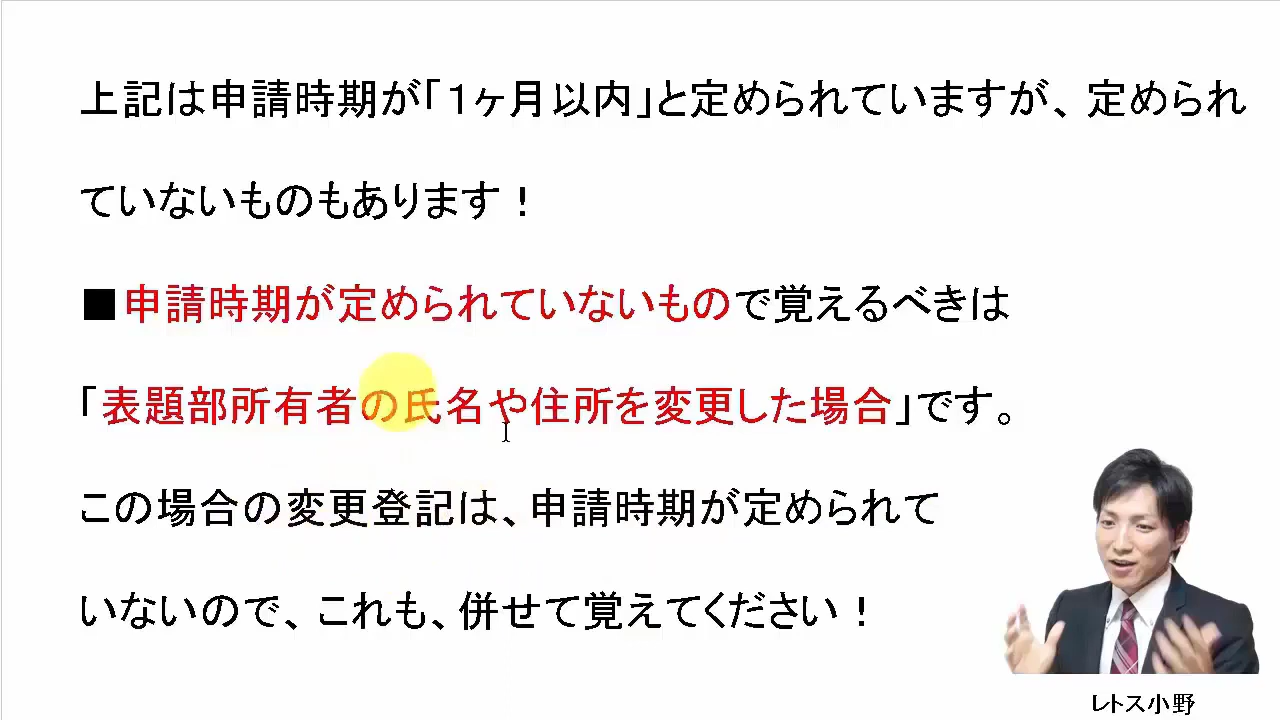 上記は申請時期が「１ヶ月以内」と定められていますが、定められ
ていないものもあります！
■申請時期が定められていないもので覚えるべきは
「表題部所有者の氏名や住所を変更した場合」です。
この場合の変更登記は、申請時期が定められて
いないので、これも、併せて覚えてください！
レトス小野